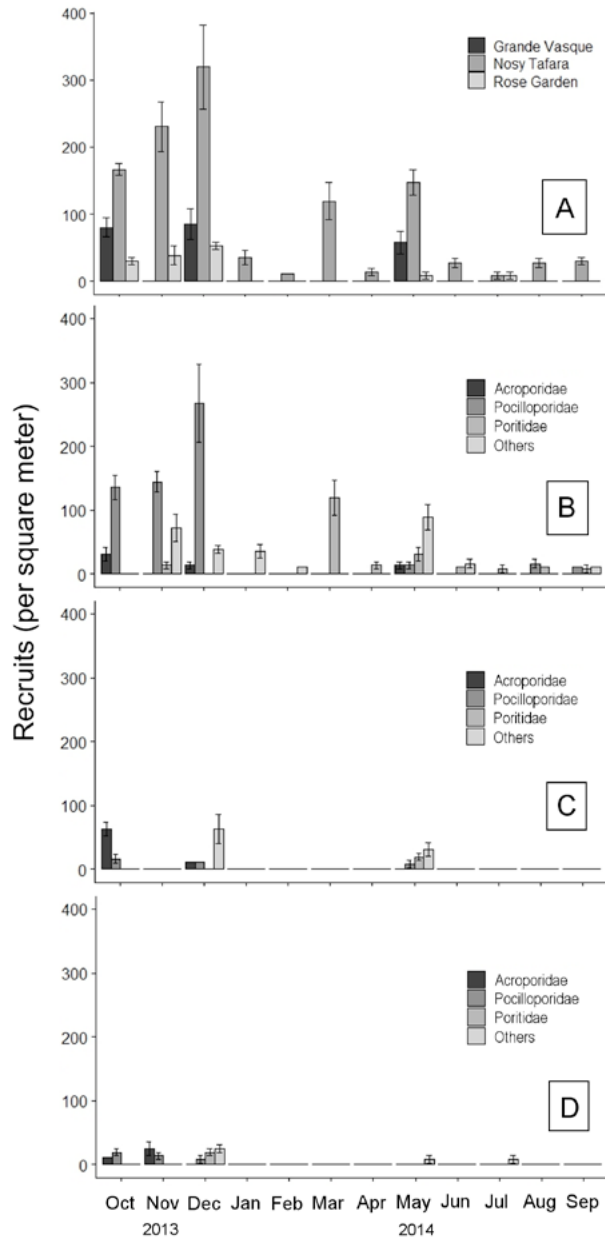 Recruits (per square meter)
400
300
200
100
0
Grande Vasque
Nosy Tafara
Rose Garden
A
400
300
200
100
0
Acroporidae
Pocilloporidae
Poritidae
Others
B
400
300
200
100
0
Acroporidae
Pocilloporidae
Poritidae
Others
C
400
300
200
100
0
Acroporidae
Pocilloporidae
Poritidae
Others
D
Oct Nov Dec Jan Feb Mar Apr May Jun Jul Aug Sep
2013 2014